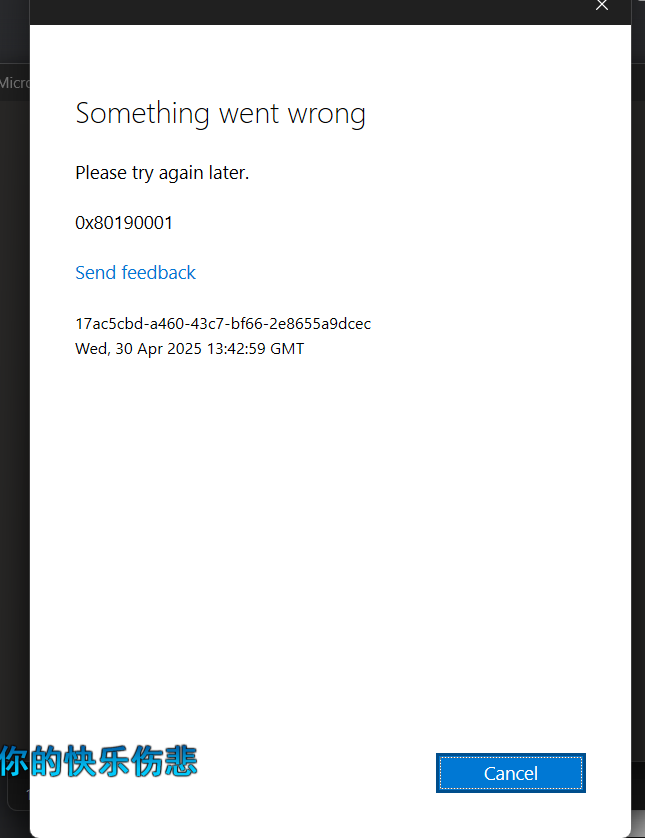 Something went wrong
Please try again later.
0x80190001
Send feedback
17ac5cbd-a460-43c7-bf66-2e8655a9dcec
Wed, 30 Apr 2025 13:42:59 GMT
你的快乐伤悲
Cancel